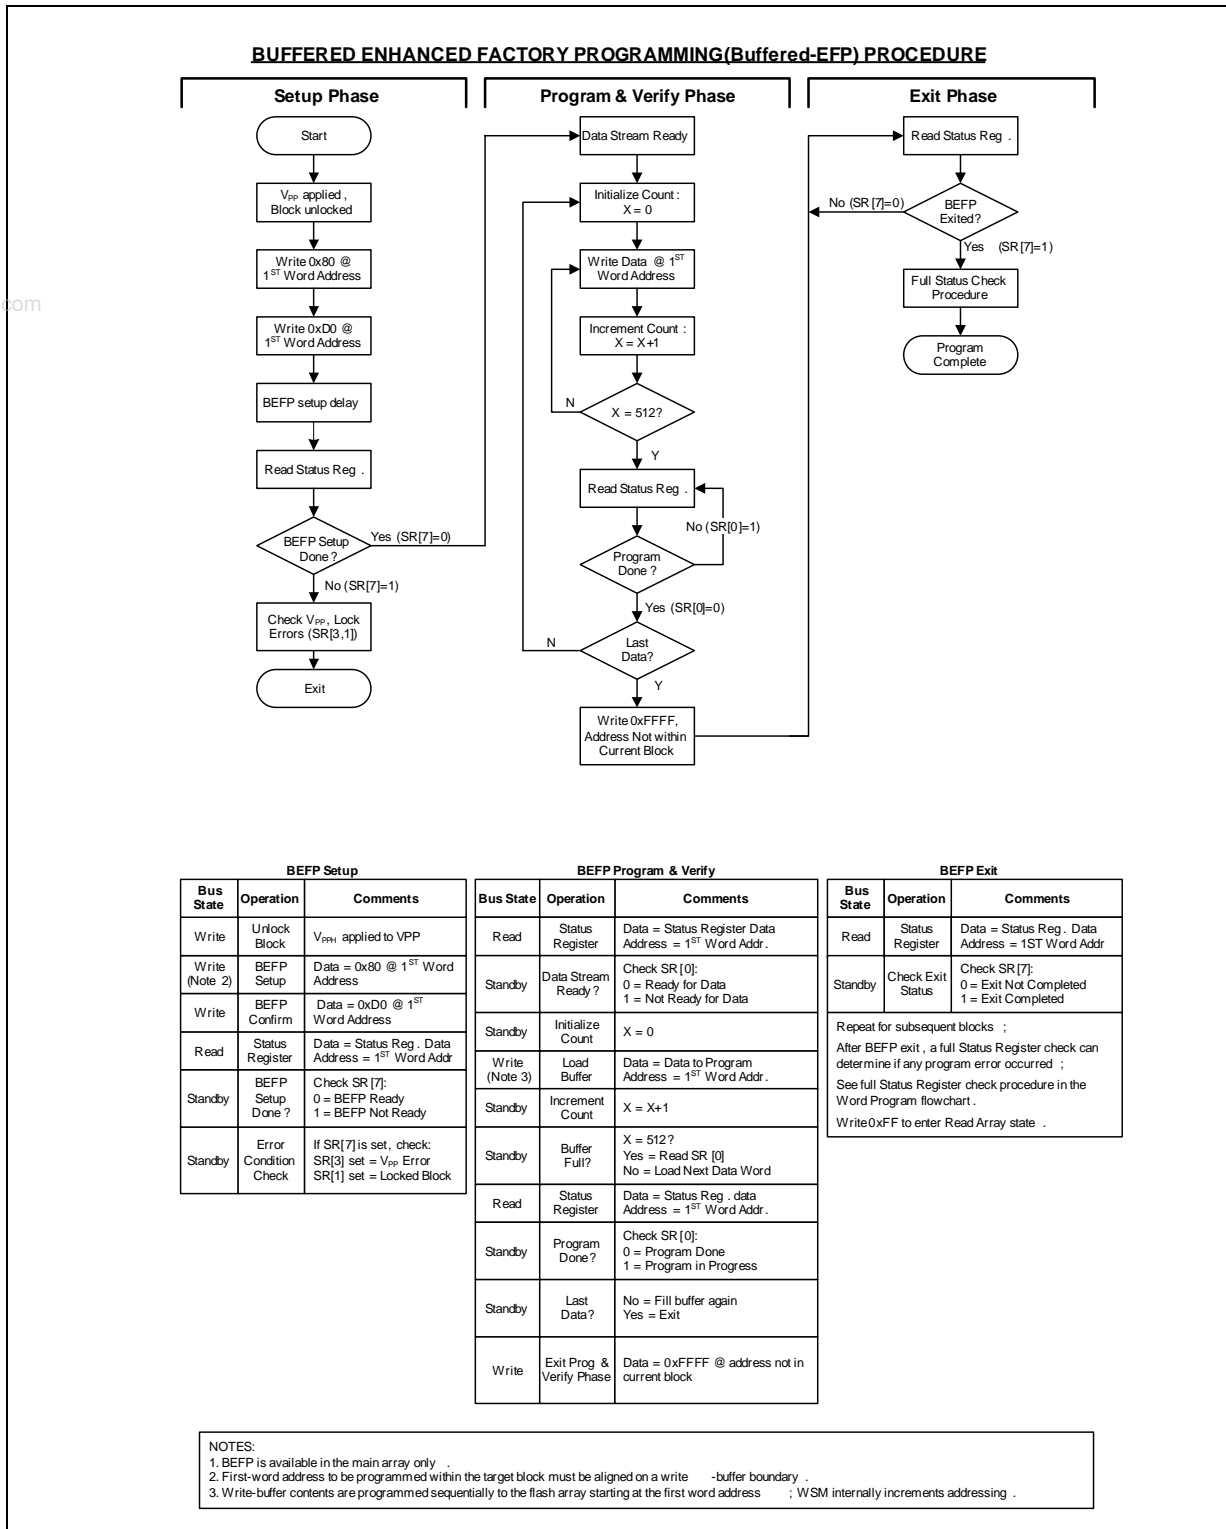 BUFFERED ENHANCED FACTORY PROGRAMMING(Buffered-EFP) PROCEDURE
Setup Phase
Start
VPP applied ,
Block unlocked
Write 0x80 @
1ST Word Address
Write 0xD0 @
1ST Word Address
BEFP setup delay
Read Status Reg .
BEFP Setup
Done ?
Yes (SR[7]=0)
No (SR[7]=1)
Check VPP, Lock
Errors (SR[3,1])
Exit
Program & Verify Phase
Data Stream Ready
Initialize Count :
X = 0
Write Data @ 1ST
Word Address
Increment Count :
X = X+1
N
X = 512?
Y
Read Status Reg .
No (SR[0]=1)
Program
Done ?
Yes (SR[0]=0)
N
Last
Data?
Y
Write 0xFFFF,
Address Not within
Current Block
Exit Phase
Read Status Reg .
No (SR[7]=0)
BEFP
Exited?
Yes (SR[7]=1)
Full Status Check
Procedure
Program
Complete
com
BEFP Setup
Bus State Operation Comments
Write Unlock Block VPPH applied to VPP
Write (Note 2) BEFP Setup Data = 0x80 @ 1ST Word Address
Write BEFP Confirm Data = 0xD0 @ 1ST Word Address
Read Status Register Data = Status Reg . Data Address = 1ST Word Addr
Standby BEFP Setup Done ? Check SR[7]: 0 = BEFP Ready 1 = BEFP Not Ready
Standby Error Condition Check If SR[7] is set , check: SR[3] set = VPP Error SR[1] set = Locked Block
BEFP Program & Verify
Bus State Operation Comments
Read Status Register Data = Status Register Data Address = 1ST Word Addr.
Standby Data Stream Ready ? Check SR[0]: 0 = Ready for Data 1 = Not Ready for Data
Standby Initialize Count X = 0
Write (Note 3) Load Buffer Data = Data to Program Address = 1ST Word Addr.
Standby Increment Count X = X+1
Standby Buffer Full? X = 512? Yes = Read SR [0] No = Load Next Data Word
Read Status Register Data = Status Reg . data Address = 1ST Word Addr.
Standby Program Done ? Check SR[0]: 0 = Program Done 1 = Program in Progress
Standby Last Data? No = Fill buffer again Yes = Exit
Write Exit Prog & Verify Phase Data = 0xFFFF @ address not in current block
BEFP Exit
Bus State Operation Comments
Read Status Register Data = Status Reg . Data Address = 1ST Word Addr
Standby Check Exit Status Check SR[7]: 0 = Exit Not Completed 1 = Exit Completed
Repeat for subsequent blocks ;
After BEFP exit , a full Status Register check can
determine if any program error occurred ;
See full Status Register check procedure in the
Word Program flowchart .
Write 0xFF to enter Read Array state .
NOTES:
1. BEFP is available in the main array only .
2. First-word address to be programmed within the target block must be aligned on a write -buffer boundary .
3. Write-buffer contents are programmed sequentially to the flash array starting at the first word address ; WSM internally increments addressing .